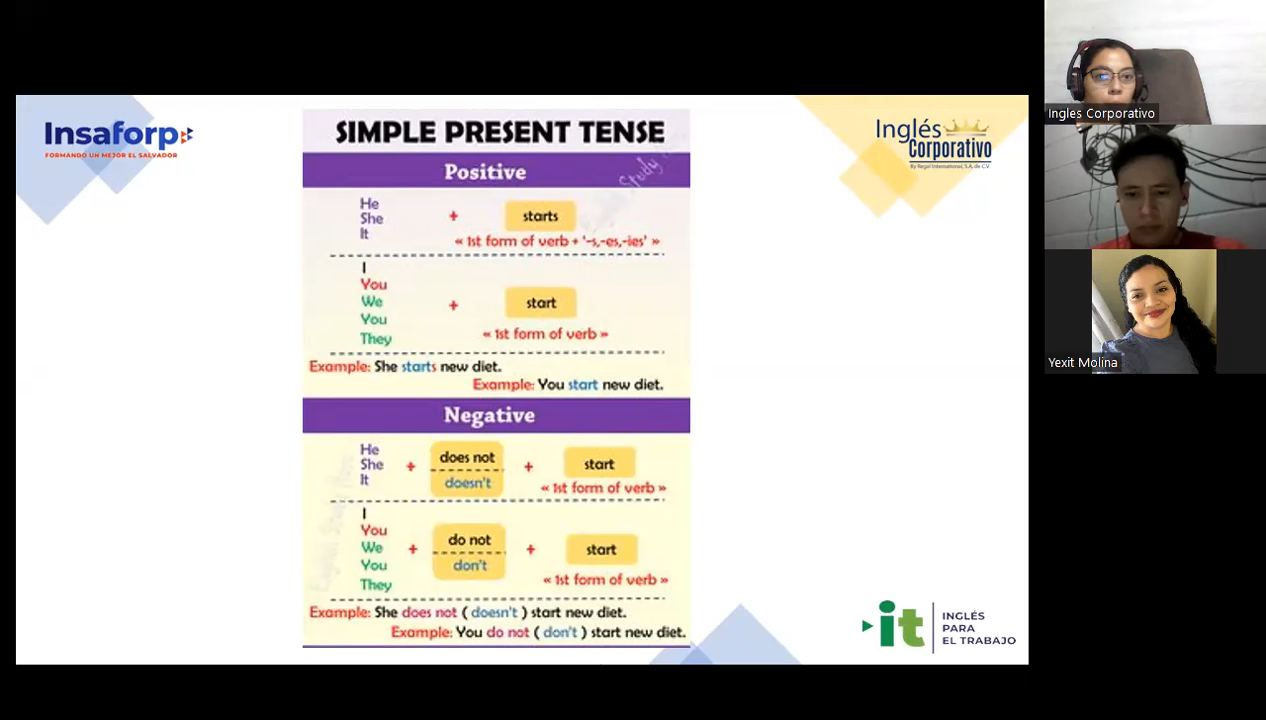 Insaforp
FORMANDO UN MEJOR EL SALVADOR
Inglés
Corporativo
By Regal International, S.A. de C.V.
SIMPLE PRESENT TENSE
Positive
He
She
It
+
starts
« 1st form of verb + '-s,-es,-ies' »
I
You
We
You
They
+
start
« 1st form of verb »
Example: She starts new diet.
Example: You start new diet.
Negative
He
She
It
+
does not
doesn't
+
start
« 1st form of verb »
I
You
We
You
They
+
do not
don't
+
start
« 1st form of verb »
Example: She does not ( doesn't ) start new diet.
Example: You do not ( don't ) start new diet.
it
INGLÉS
PARA
EL TRABAJO
Ingles Corporativo
Yexit Molina